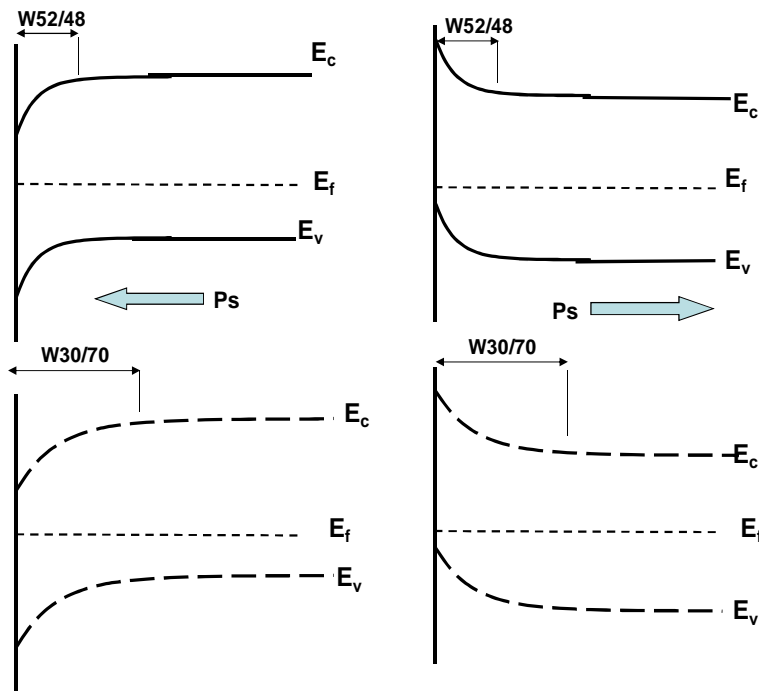 W52/48
E_c
E_f
E_v
Ps
W52/48
E_c
E_f
E_v
Ps
W30/70
E_c
E_f
E_v
W30/70
E_c
E_f
E_v